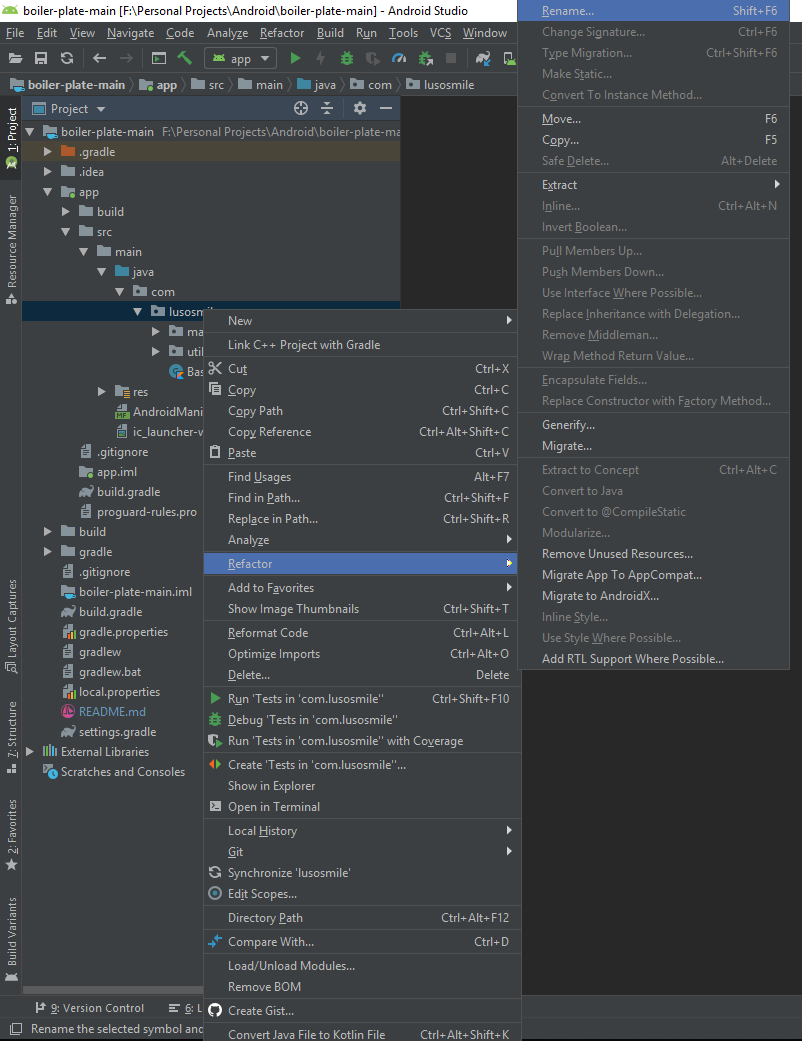 boiler-plate-main [F:\Personal Projects\Android\boiler-plate-main] - Android Studio
File Edit View Navigate Code Analyze Refactor Build Run Tools VCS Window
app
boiler-plate-main app src main java com lusosmile
Project
1: Project
Resource Manager
Layout Captures
7: Structure
2: Favorites
Build Variants
boiler-plate-main F:\Personal Projects\Android\boiler-plate-ma
.gradle
.idea
app
build
src
main
java
com
lusosmile
ma
util
Bas
res
AndroidMani
ic_launcher-w
.gitignore
app.iml
build.gradle
proguard-rules.pro
build
gradle
.gitignore
boiler-plate-main.iml
build.gradle
gradle.properties
gradlew
gradlew.bat
local.properties
README.md
settings.gradle
External Libraries
Scratches and Consoles
New
Link C++ Project with Gradle
Cut Ctrl+X
Copy Ctrl+C
Copy Path Ctrl+Shift+C
Copy Reference Ctrl+Alt+Shift+C
Paste Ctrl+V
Find Usages Alt+F7
Find in Path... Ctrl+Shift+F
Replace in Path... Ctrl+Shift+R
Analyze
Refactor
Add to Favorites
Show Image Thumbnails Ctrl+Shift+T
Reformat Code Ctrl+Alt+L
Optimize Imports Ctrl+Alt+O
Delete... Delete
Run 'Tests in 'com.lusosmile'' Ctrl+Shift+F10
Debug 'Tests in 'com.lusosmile''
Run 'Tests in 'com.lusosmile'' with Coverage
Create 'Tests in 'com.lusosmile''...
Show in Explorer
Open in Terminal
Local History
Git
Synchronize 'lusosmile'
Edit Scopes...
Directory Path Ctrl+Alt+F12
Compare With... Ctrl+D
Load/Unload Modules...
Remove BOM
Create Gist...
Convert Java File to Kotlin File Ctrl+Alt+Shift+K
Rename... Shift+F6
Change Signature... Ctrl+F6
Type Migration... Ctrl+Shift+F6
Make Static...
Convert To Instance Method...
Move... F6
Copy... F5
Safe Delete... Alt+Delete
Extract
Inline... Ctrl+Alt+N
Invert Boolean...
Pull Members Up...
Push Members Down...
Use Interface Where Possible...
Replace Inheritance with Delegation...
Remove Middleman...
Wrap Method Return Value...
Encapsulate Fields...
Replace Constructor with Factory Method...
Generify...
Migrate...
Extract to Concept Ctrl+Alt+C
Convert to Java
Convert to @CompileStatic
Modularize...
Remove Unused Resources...
Migrate App To AppCompat...
Migrate to AndroidX...
Inline Style...
Use Style Where Possible...
Add RTL Support Where Possible...
9: Version Control 6: L
Rename the selected symbol and